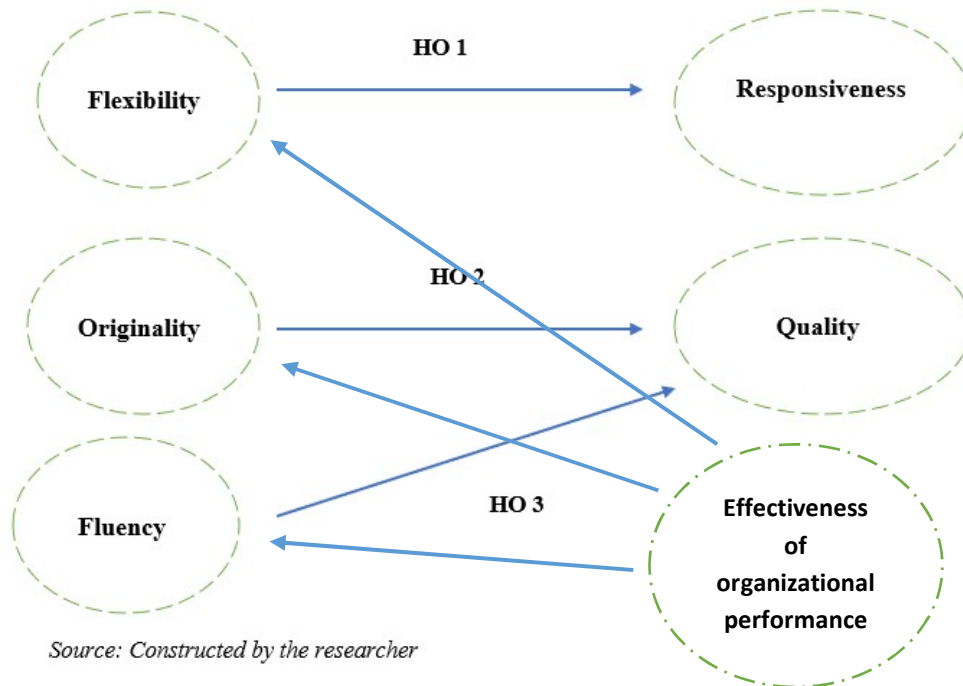 HO 1
Flexibility
Responsiveness
HO 2
Originality
Quality
Fluency
HO 3
Effectiveness
of
organizational
performance
Source: Constructed by the researcher